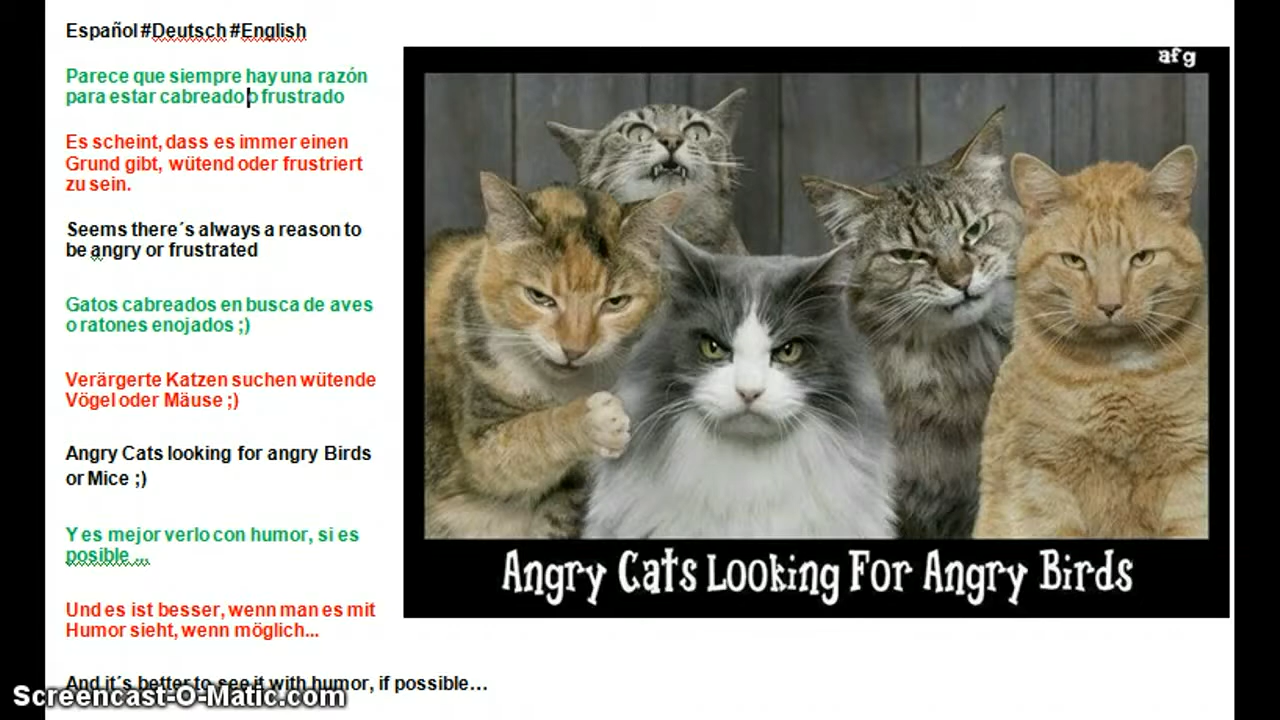 Español #Deutsch #English
Parece que siempre hay una razón
para estar cabreado o frustrado
Es scheint, dass es immer einen
Grund gibt, wütend oder frustriert
zu sein.
Seems there´s always a reason to
be angry or frustrated
Gatos cabreados en busca de aves
o ratones enojados ;)
Verärgerte Katzen suchen wütende
Vögel oder Mäuse ;)
Angry Cats looking for angry Birds
or Mice ;)
Y es mejor verlo con humor, si es
posible ...
Und es ist besser, wenn man es mit
Humor sieht, wenn möglich...
And it´s better to see it with humor, if possible...
afg
Angry Cats Looking For Angry Birds
Screencast-O-Matic.com